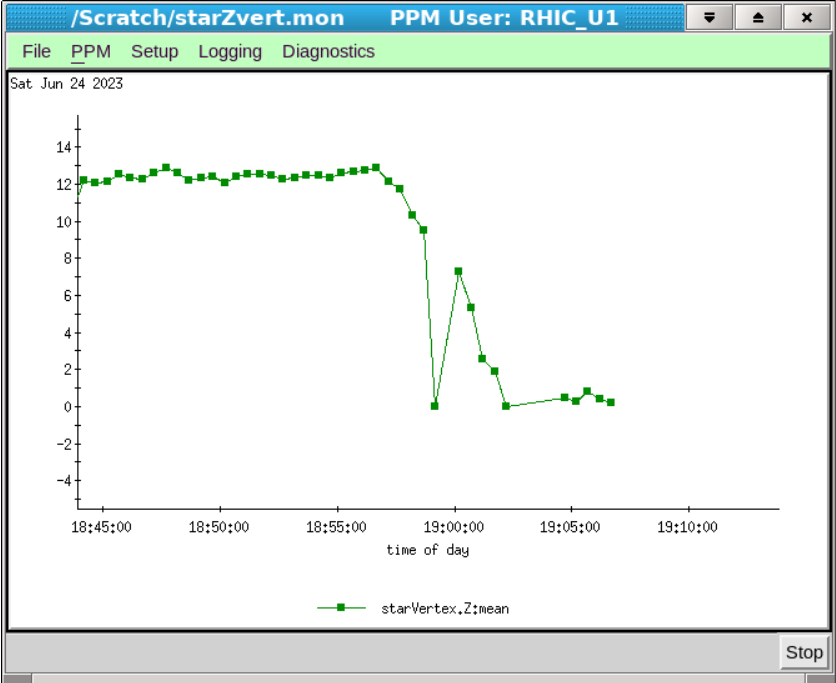 /Scratch/starZvert.mon PPM User: RHIC_U1
File PPM Setup Logging Diagnostics
Sat Jun 24 2023
14
12
10
8
6
4
2
0
-2
-4
18:45:00 18:50:00 18:55:00 19:00:00 19:05:00 19:10:00
time of day
starVertex.Z:mean
Stop